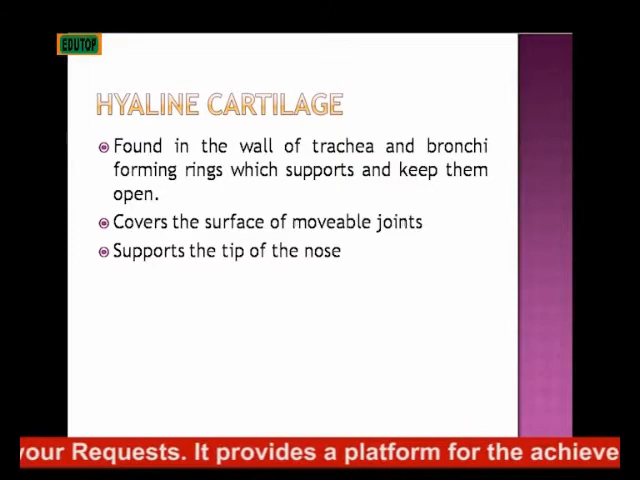 EDUTOP
HYALINE CARTILAGE
Found in the wall of trachea and bronchi
forming rings which supports and keep them
open.
Covers the surface of moveable joints
Supports the tip of the nose
your Requests. It provides a platform for the achieve